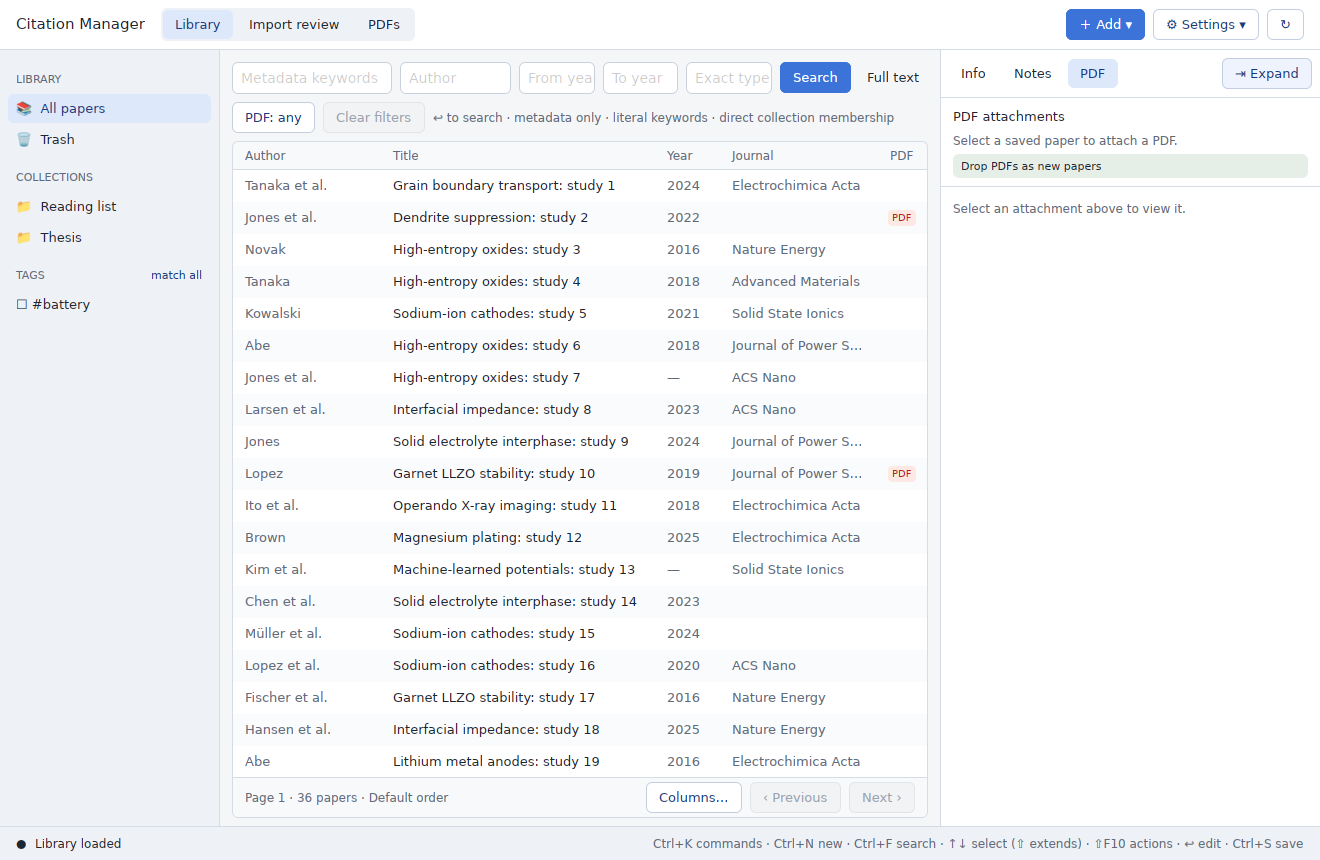 Citation Manager
Library
Import review
PDFs
+ Add ▾
⚙ Settings ▾
↻
LIBRARY
📚 All papers
🗑️ Trash
COLLECTIONS
📁 Reading list
📁 Thesis
TAGS match all
☐ #battery
Metadata keywords
Author
From yea
To year
Exact type
Search
Full text
PDF: any
Clear filters
↩ to search · metadata only · literal keywords · direct collection membership
Author Title Year Journal PDF
Tanaka et al. Grain boundary transport: study 1 2024 Electrochimica Acta
Jones et al. Dendrite suppression: study 2 2022 PDF
Novak High-entropy oxides: study 3 2016 Nature Energy
Tanaka High-entropy oxides: study 4 2018 Advanced Materials
Kowalski Sodium-ion cathodes: study 5 2021 Solid State Ionics
Abe High-entropy oxides: study 6 2018 Journal of Power S…
Jones et al. High-entropy oxides: study 7 — ACS Nano
Larsen et al. Interfacial impedance: study 8 2023 ACS Nano
Jones Solid electrolyte interphase: study 9 2024 Journal of Power S…
Lopez Garnet LLZO stability: study 10 2019 Journal of Power S… PDF
Ito et al. Operando X-ray imaging: study 11 2018 Electrochimica Acta
Brown Magnesium plating: study 12 2025 Electrochimica Acta
Kim et al. Machine-learned potentials: study 13 — Solid State Ionics
Chen et al. Solid electrolyte interphase: study 14 2023
Müller et al. Sodium-ion cathodes: study 15 2024
Lopez et al. Sodium-ion cathodes: study 16 2020 ACS Nano
Fischer et al. Garnet LLZO stability: study 17 2016 Nature Energy
Hansen et al. Interfacial impedance: study 18 2025 Nature Energy
Abe Lithium metal anodes: study 19 2016 Electrochimica Acta
Page 1 · 36 papers · Default order
Columns…
‹ Previous
Next ›
Info
Notes
PDF
⇥ Expand
PDF attachments
Select a saved paper to attach a PDF.
Drop PDFs as new papers
Select an attachment above to view it.
● Library loaded
Ctrl+K commands · Ctrl+N new · Ctrl+F search · ↑↓ select (⇧ extends) · ⇧F10 actions · ↩ edit · Ctrl+S save